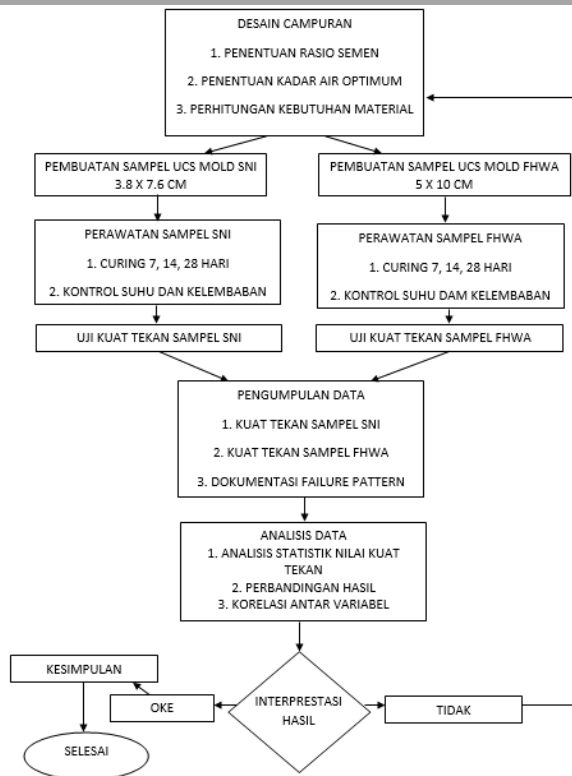 DESAIN CAMPURAN
1. PENENTUAN RASIO SEMEN
2. PENENTUAN KADAR AIR OPTIMUM
3. PERHITUNGAN KEBUTUHAN MATERIAL
PEMBUATAN SAMPEL UCS MOLD SNI
3.8 X 7.6 CM
PEMBUATAN SAMPEL UCS MOLD FHWA
5 X 10 CM
PERAWATAN SAMPEL SNI
1. CURING 7, 14, 28 HARI
2. KONTROL SUHU DAN KELEMBABAN
PERAWATAN SAMPEL FHWA
1. CURING 7, 14, 28 HARI
2. KONTROL SUHU DAM KELEMBABAN
UJI KUAT TEKAN SAMPEL SNI
UJI KUAT TEKAN SAMPEL FHWA
PENGUMPULAN DATA
1. KUAT TEKAN SAMPEL SNI
2. KUAT TEKAN SAMPEL FHWA
3. DOKUMENTASI FAILURE PATTERN
ANALISIS DATA
1. ANALISIS STATISTIK NILAI KUAT
TEKAN
2. PERBANDINGAN HASIL
3. KORELASI ANTAR VARIABEL
KESIMPULAN
OKE
INTERPRESTASI
HASIL
TIDAK
SELESAI